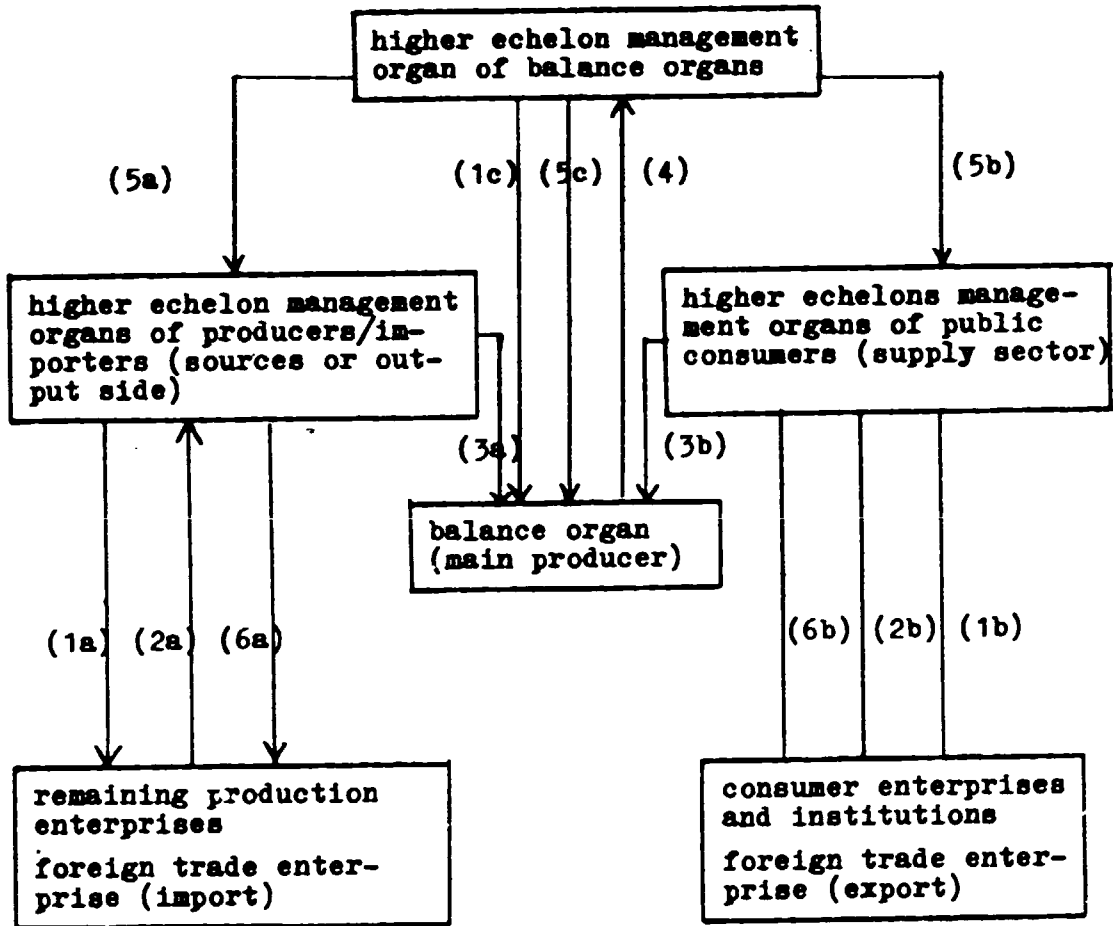 higher echelon management
organ of balance organs
(5a)
(1c) (5c) (4)
(5b)
higher echelon management
organs of producers/im-
porters (sources or out-
put side)
higher echelons manage-
ment organs of public
consumers (supply sector)
(3a)
(3b)
balance organ
(main producer)
(1a) (2a) (6a)
(6b) (2b) (1b)
remaining production
enterprises
foreign trade enter-
prise (import)
consumer enterprises
and institutions
foreign trade enter-
prise (export)